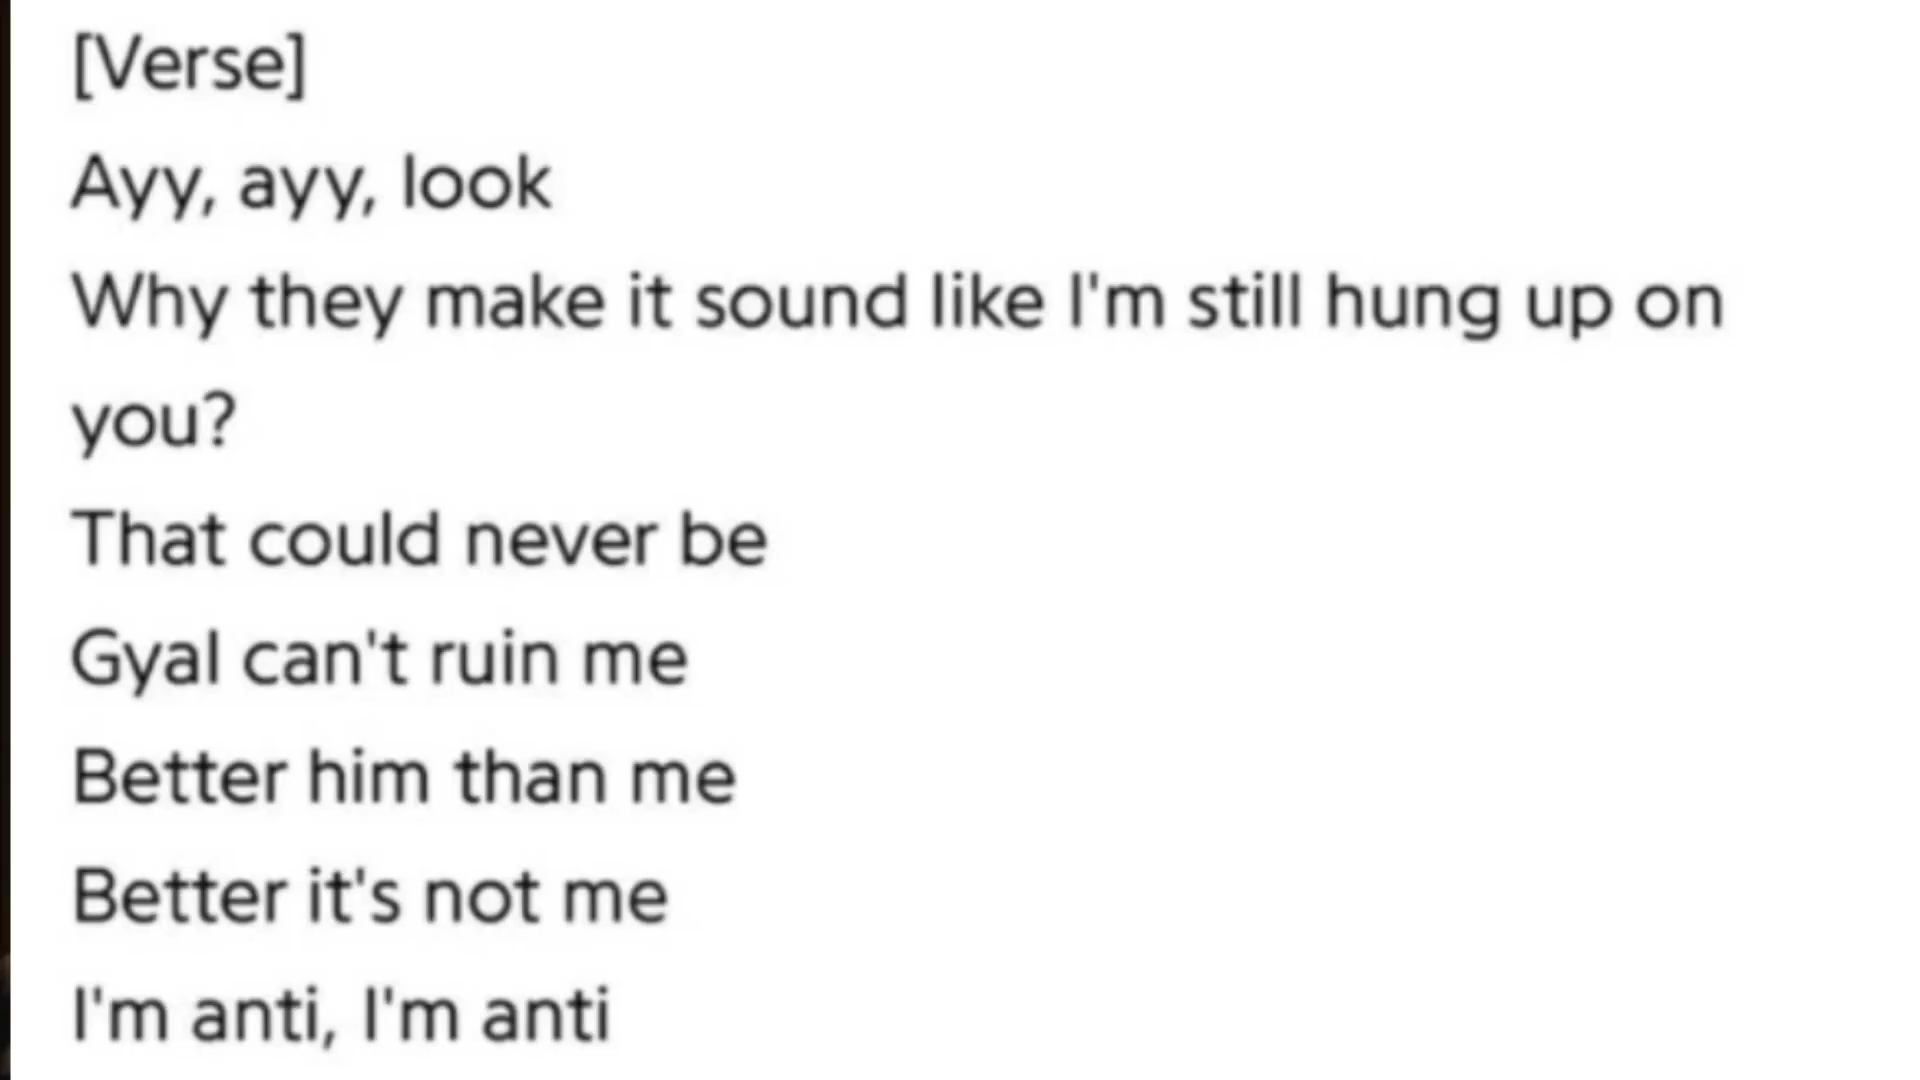 [Verse]
Ayy, ayy, look
Why they make it sound like I'm still hung up on
you?
That could never be
Gyal can't ruin me
Better him than me
Better it's not me
I'm anti, I'm anti